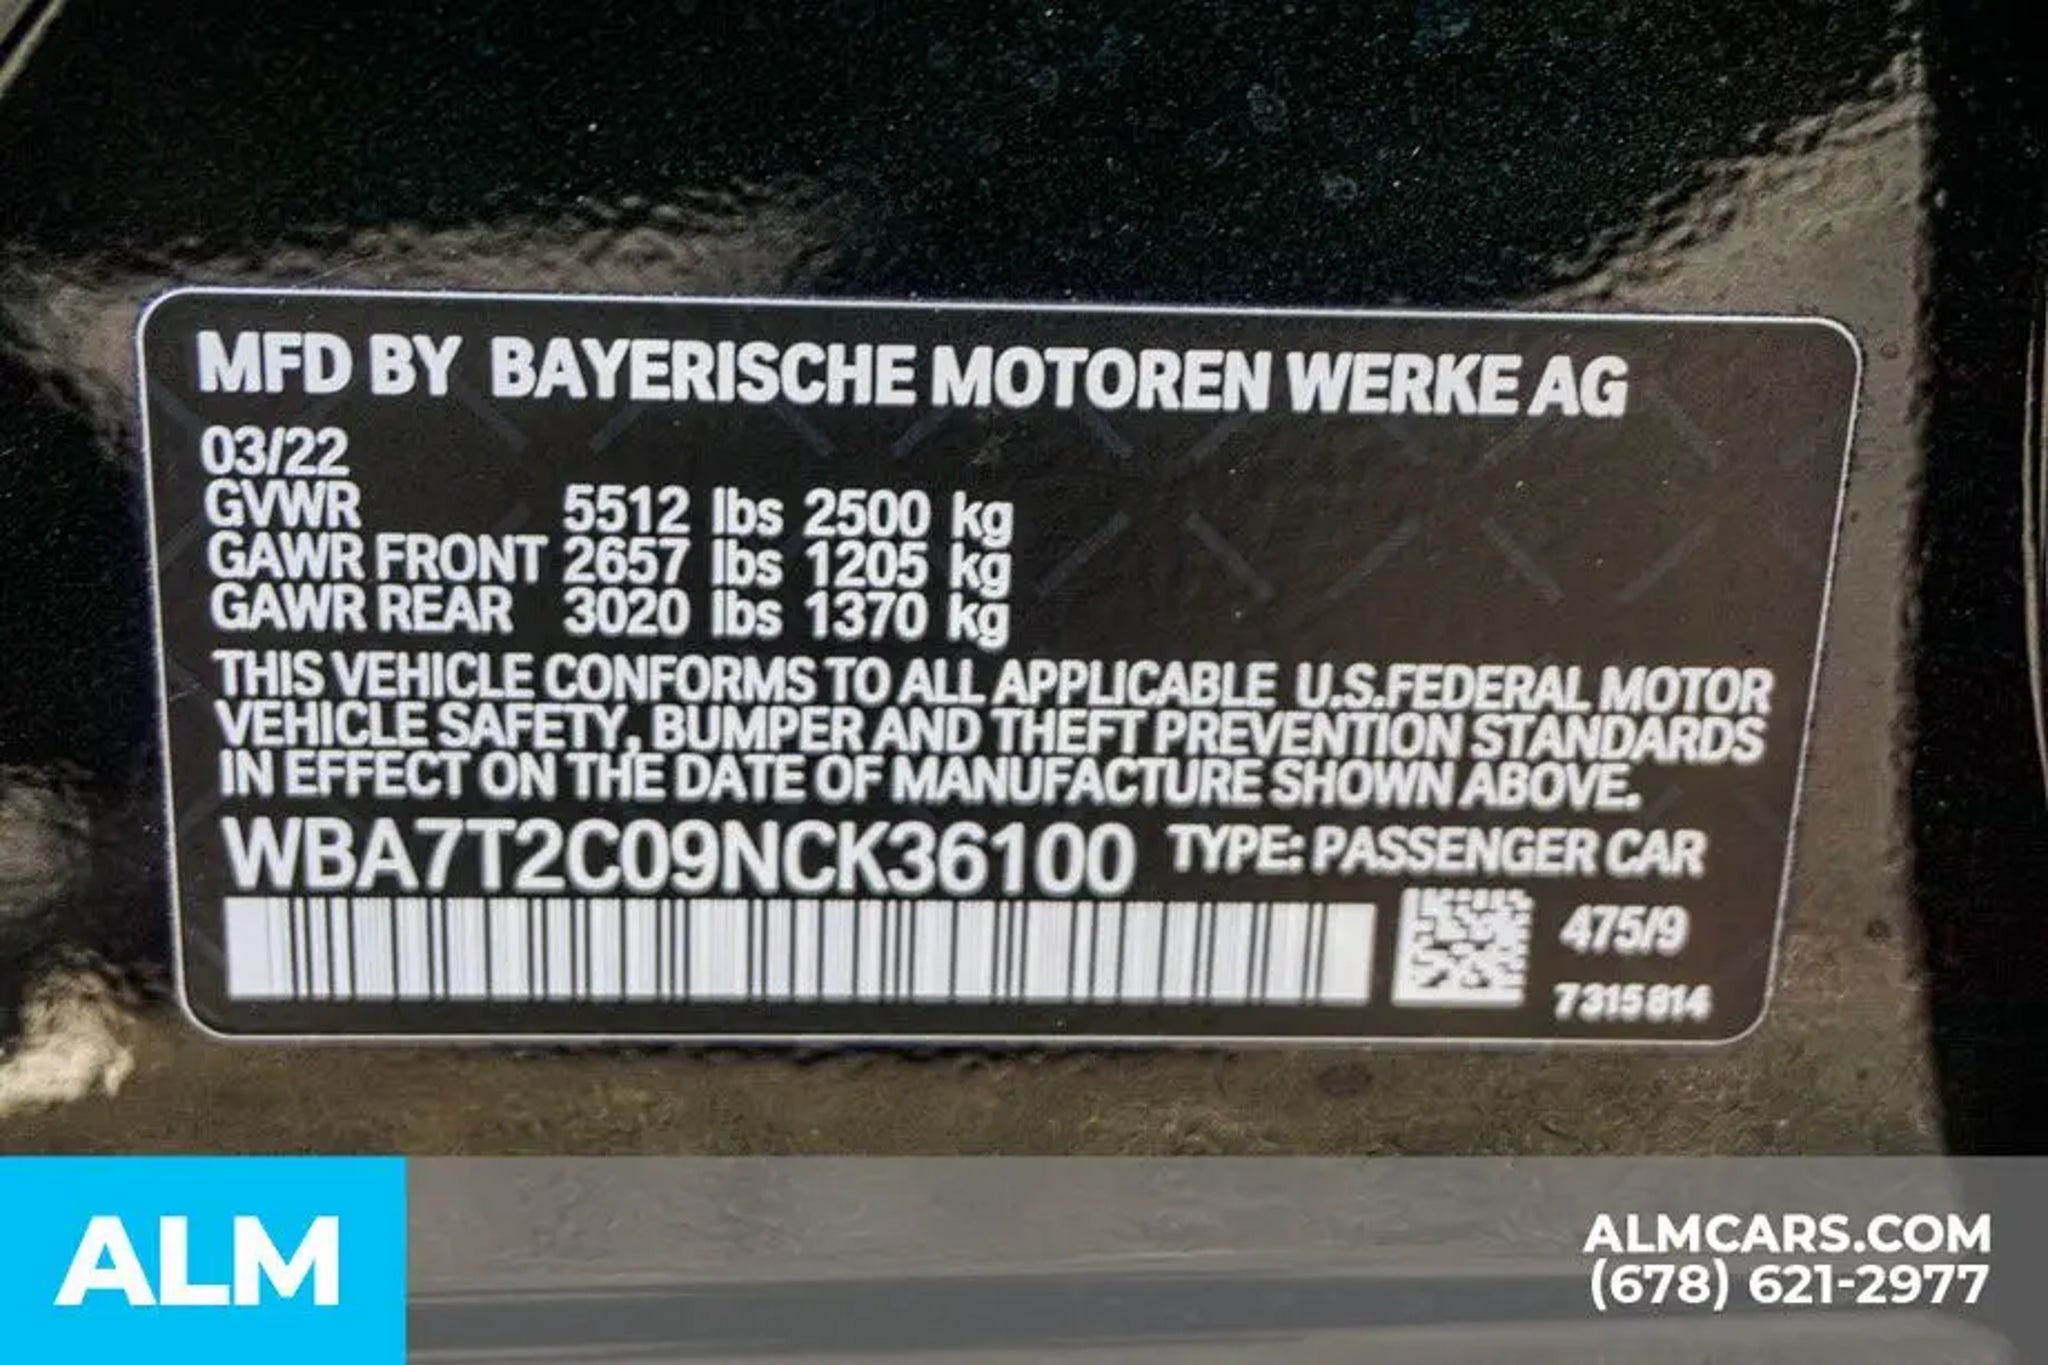 MFD BY BAYERISCHE MOTOREN WERKE AG
03/22
GVWR 5512 lbs 2500 kg
GAWR FRONT 2657 lbs 1205 kg
GAWR REAR 3020 lbs 1370 kg
THIS VEHICLE CONFORMS TO ALL APPLICABLE U.S.FEDERAL MOTOR
VEHICLE SAFETY, BUMPER AND THEFT PREVENTION STANDARDS
IN EFFECT ON THE DATE OF MANUFACTURE SHOWN ABOVE.
WBA7T2C09NCK36100 TYPE: PASSENGER CAR
475/9
7315814
ALM
ALMCARS.COM
(678) 621-2977